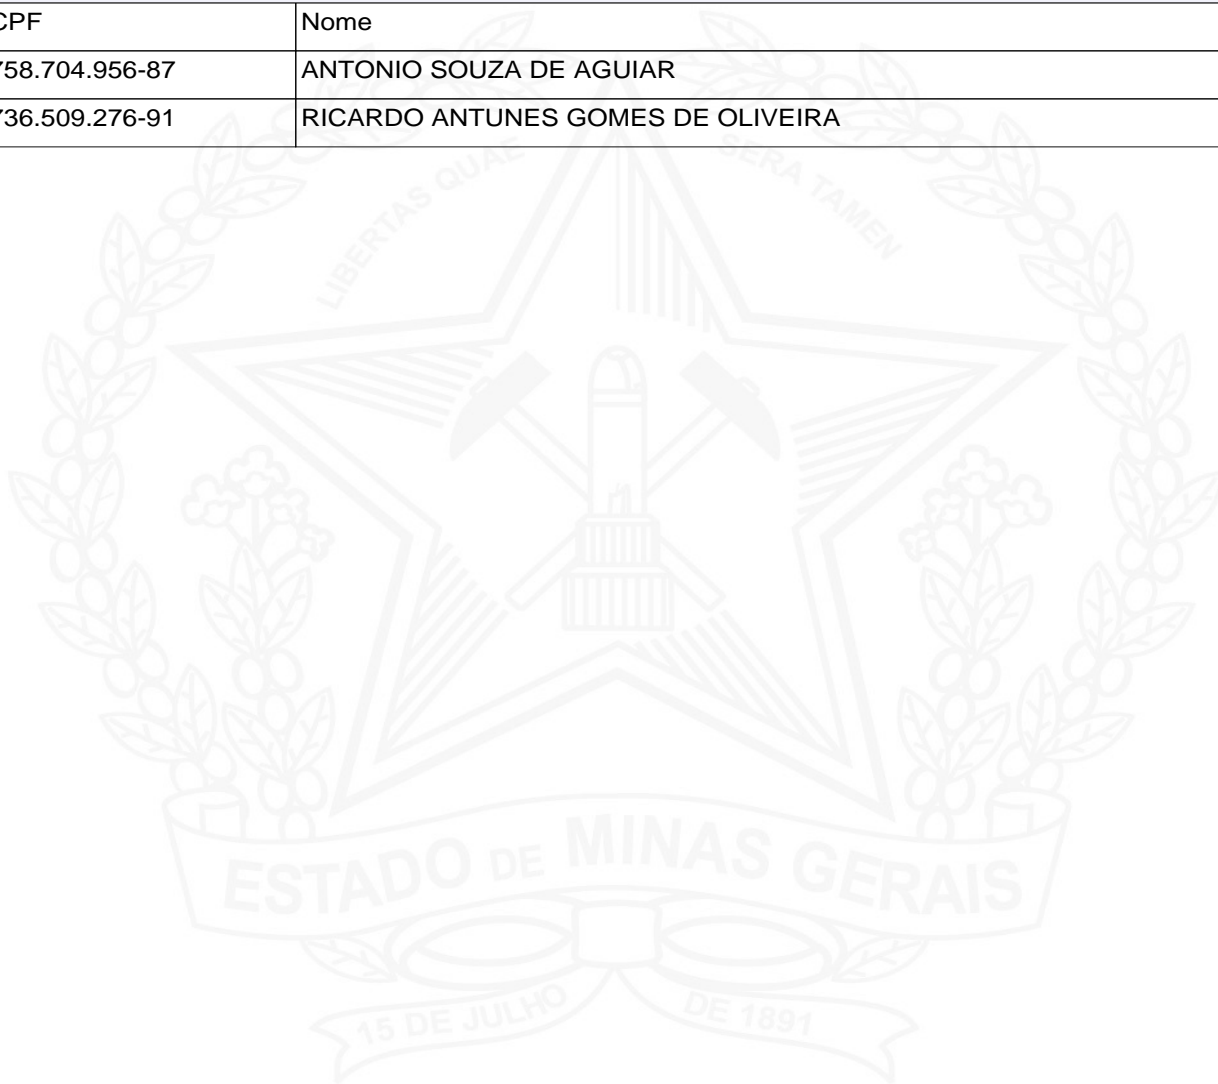 CPF Nome
758.704.956-87 ANTONIO SOUZA DE AGUIAR
736.509.276-91 RICARDO ANTUNES GOMES DE OLIVEIRA
LIBERTAS QUAE SERA TAMEN
ESTADO DE MINAS GERAIS
15 DE JULHO DE 1891